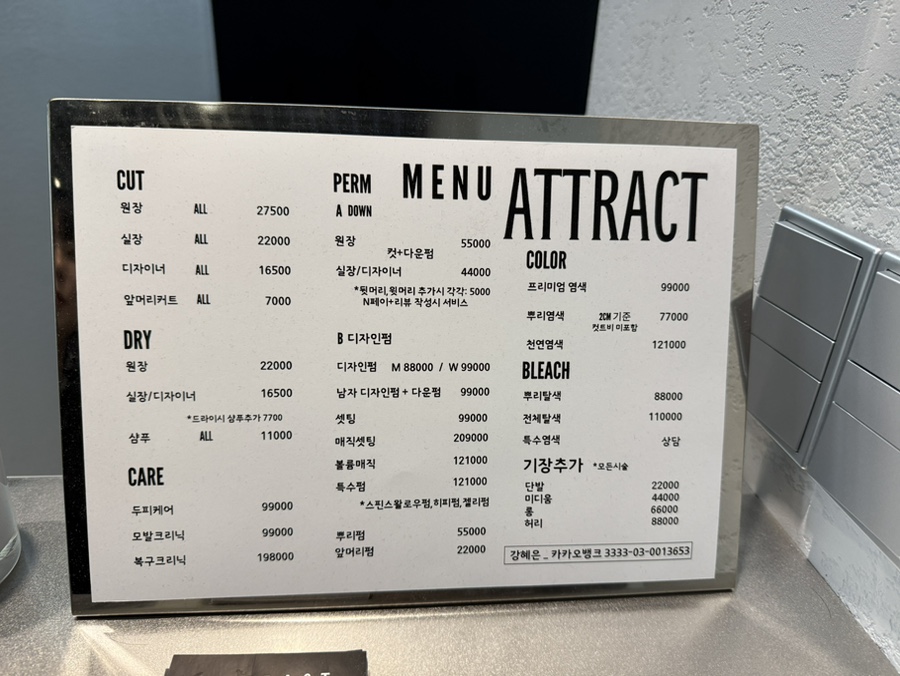 MENU ATTRACT
CUT
원장 ALL 27500
실장 ALL 22000
디자이너 ALL 16500
앞머리커트 ALL 7000
DRY
원장 22000
실장/디자이너 16500
*드라이시 샴푸추가 7700
샴푸 ALL 11000
CARE
두피케어 99000
모발크리닉 99000
복구크리닉 198000
PERM
A DOWN
원장 55000
컷+다운펌
실장/디자이너 44000
*뒷머리,윗머리 추가시 각각: 5000
N페이+리뷰 작성시 서비스
B 디자인펌
디자인펌 M 88000 / W 99000
남자 디자인펌 + 다운펌 99000
셋팅 99000
매직셋팅 209000
볼륨매직 121000
특수펌 121000
*스핀스왈로우펌,히피펌,젤리펌
뿌리펌 55000
앞머리펌 22000
COLOR
프리미엄 염색 99000
뿌리염색 2CM 기준 77000
컷트비 미포함
천연염색 121000
BLEACH
뿌리탈색 88000
전체탈색 110000
특수염색 상담
기장추가 *모든시술
단발 22000
미디움 44000
롱 66000
허리 88000
강혜은 _ 카카오뱅크 3333-03-0013653